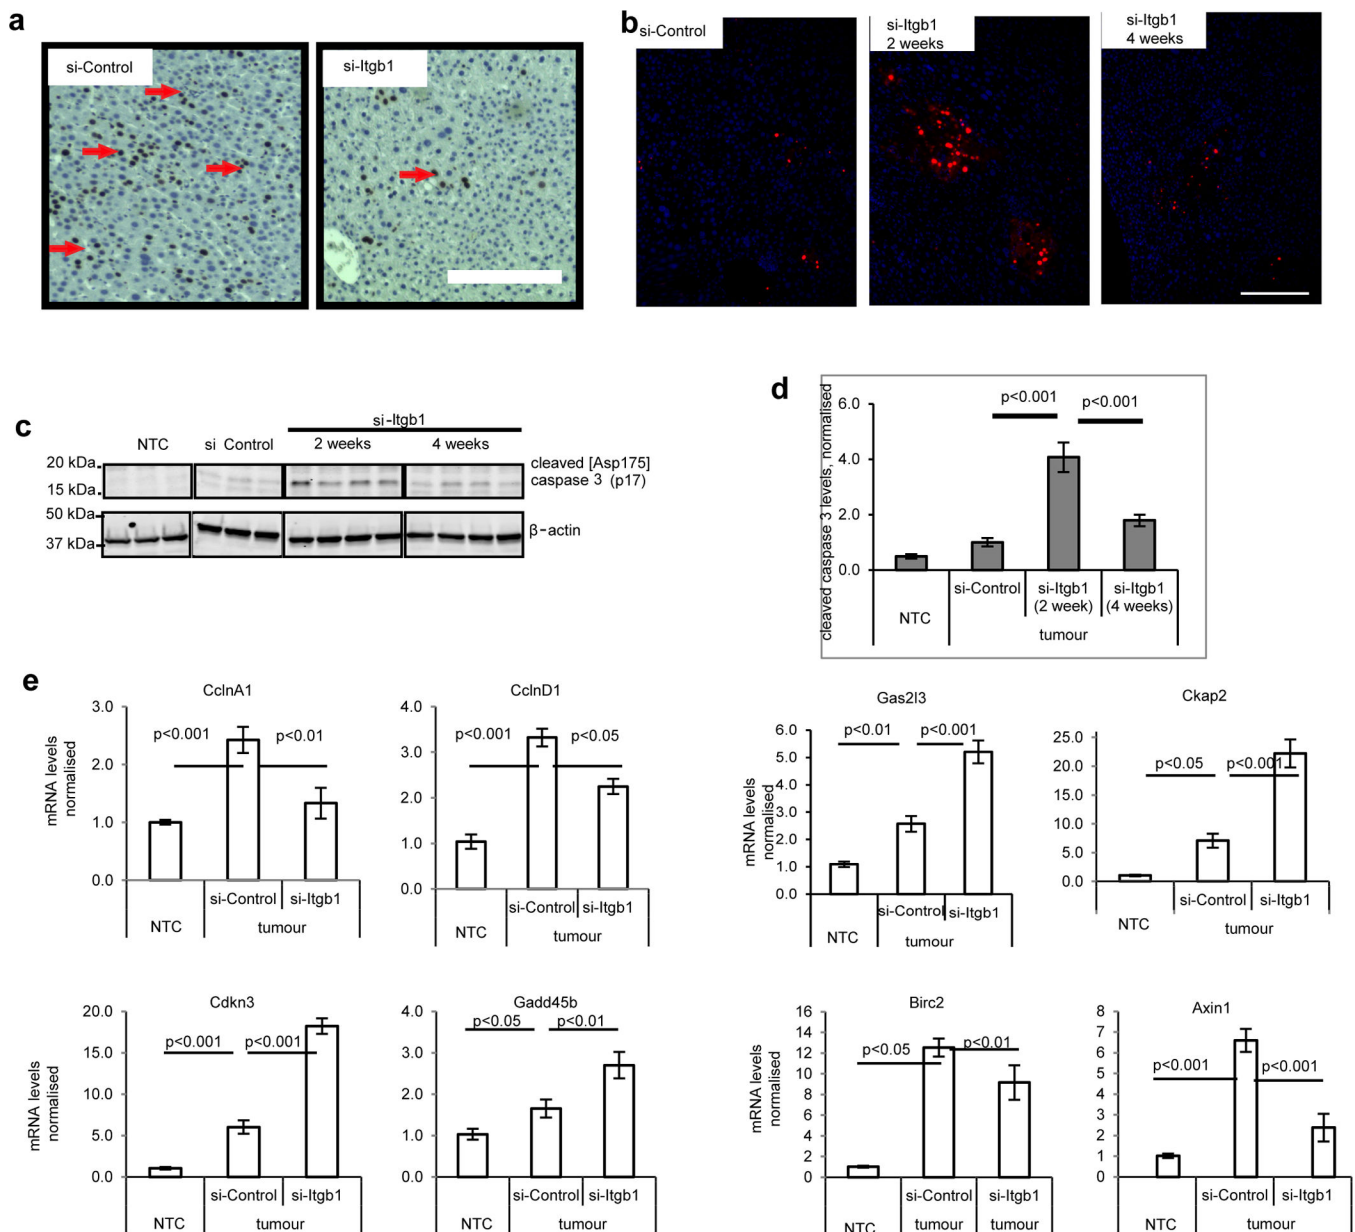 a
si-Control
si-Itgb1
b
si-Control
si-Itgb1
2 weeks
si-Itgb1
4 weeks
c
si-Itgb1
NTC
si Control
2 weeks
4 weeks
20 kDa
15 kDa
cleaved [Asp175]
caspase 3 (p17)
50 kDa
37 kDa
β-actin
d
cleaved caspase 3 levels, normalised
6.0
4.0
2.0
0.0
p<0.001
p<0.001
NTC
si-Control
si-Itgb1
(2 week)
si-Itgb1
(4 weeks)
tumour
e
CclnA1
mRNA levels
normalised
3.0
2.0
1.0
0.0
p<0.001
p<0.01
si-Control
si-Itgb1
NTC
tumour
CclnD1
4.0
3.0
2.0
1.0
0.0
p<0.001
p<0.05
si-Control
si-Itgb1
NTC
tumour
Gas2l3
mRNA levels
normalised
6.0
5.0
4.0
3.0
2.0
1.0
0.0
p<0.01
p<0.001
si-Control
si-Itgb1
NTC
tumour
Ckap2
25.0
20.0
15.0
10.0
5.0
0.0
p<0.05
p<0.001
si-Control
si-Itgb1
NTC
tumour
Cdkn3
mRNA levels
normalised
20.0
15.0
10.0
5.0
0.0
p<0.001
p<0.001
si-Control
si-Itgb1
NTC
tumour
Gadd45b
4.0
3.0
2.0
1.0
0.0
p<0.05
p<0.01
si-Control
si-Itgb1
NTC
tumour
Birc2
mRNA levels
normalised
16
14
12
10
8
6
4
2
0
p<0.05
p<0.01
si-Control
si-Itgb1
NTC
tumour
tumour
Axin1
8
7
6
5
4
3
2
1
0
p<0.001
p<0.001
si-Control
si-Itgb1
NTC
tumour